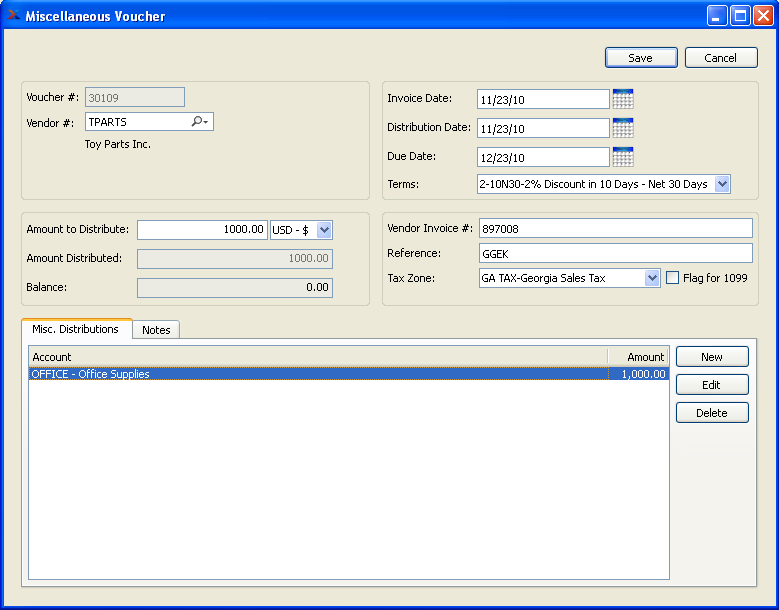 Miscellaneous Voucher
Save Cancel
Voucher #: 30109
Vendor #: TPARTS
Toy Parts Inc.
Invoice Date: 11/23/10
Distribution Date: 11/23/10
Due Date: 12/23/10
Terms: 2-10N30-2% Discount in 10 Days - Net 30 Days
Amount to Distribute: 1000.00 USD - $
Amount Distributed: 1000.00
Balance: 0.00
Vendor Invoice #: 897008
Reference: GGEK
Tax Zone: GA TAX-Georgia Sales Tax Flag for 1099
Misc. Distributions Notes
Account Amount
OFFICE - Office Supplies 1,000.00
New
Edit
Delete